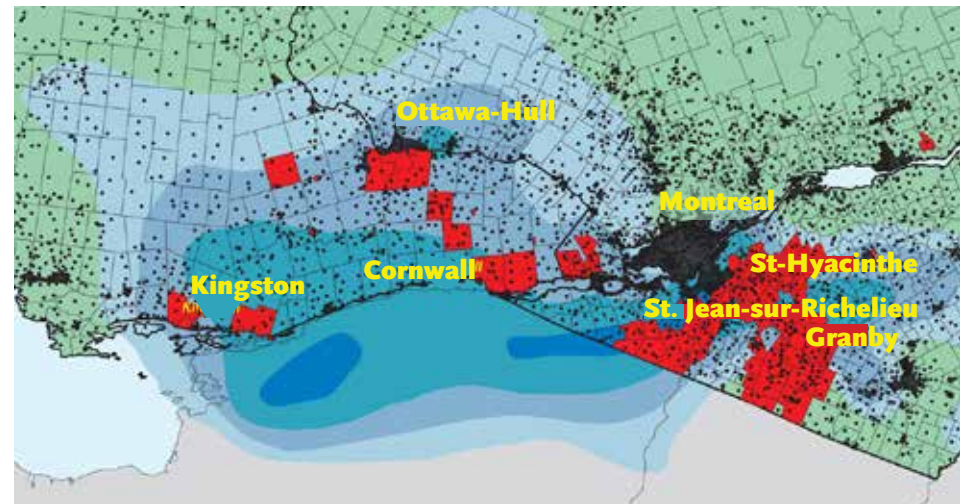 Ottawa-Hull
Montreal
St-Hyacinthe
Cornwall
Kingston
St. Jean-sur-Richelieu
Granby